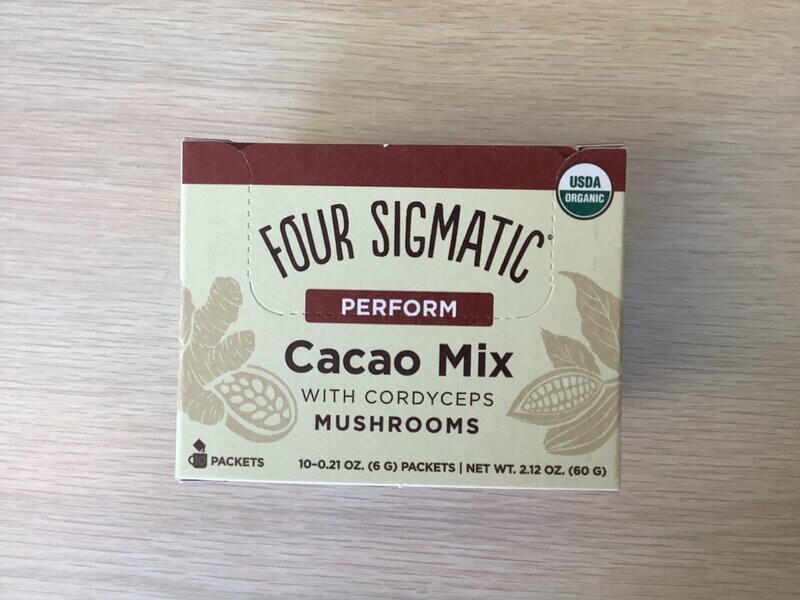 USDA
ORGANIC
FOUR SIGMATIC®
PERFORM
Cacao Mix
WITH CORDYCEPS
MUSHROOMS
PACKETS
10-0.21 OZ. (6 G) PACKETS | NET WT. 2.12 OZ. (60 G)